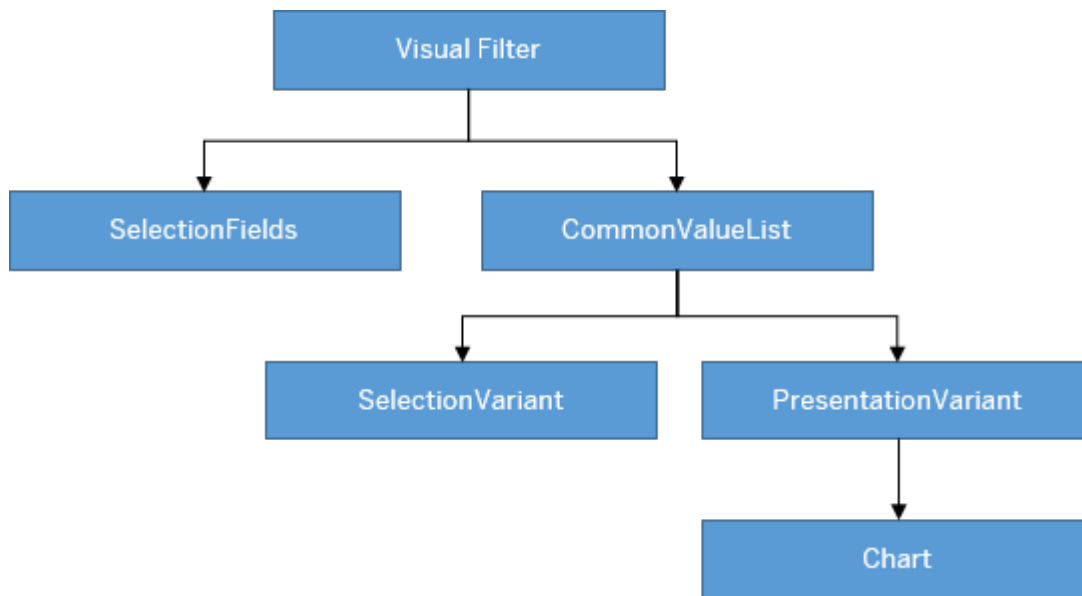 Visual Filter
SelectionFields
CommonValueList
SelectionVariant
PresentationVariant
Chart